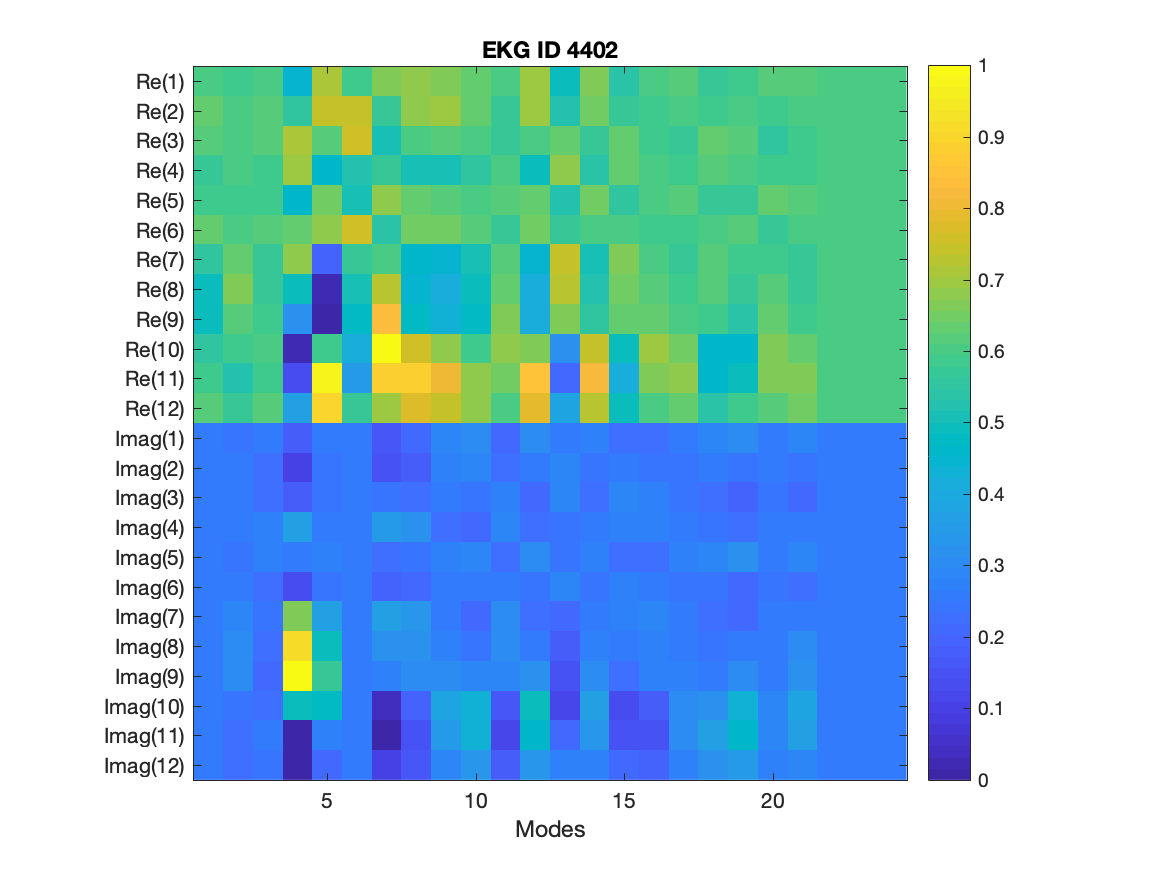 EKG ID 4402
Re(1)
Re(2)
Re(3)
Re(4)
Re(5)
Re(6)
Re(7)
Re(8)
Re(9)
Re(10)
Re(11)
Re(12)
Imag(1)
Imag(2)
Imag(3)
Imag(4)
Imag(5)
Imag(6)
Imag(7)
Imag(8)
Imag(9)
Imag(10)
Imag(11)
Imag(12)
5 10 15 20
Modes
1
0.9
0.8
0.7
0.6
0.5
0.4
0.3
0.2
0.1
0